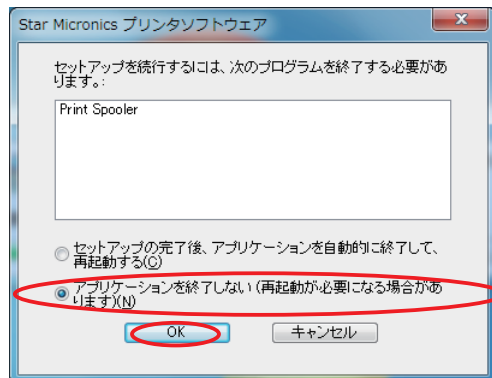 Star Micronics プリンタソフトウェア
セットアップを続行するには、次のプログラムを終了する必要があ
ります。:
Print Spooler
セットアップの完了後、アプリケーションを自動的に終了して、
再起動する(C)
アプリケーションを終了しない (再起動が必要になる場合があ
ります)(N)
OK
キャンセル